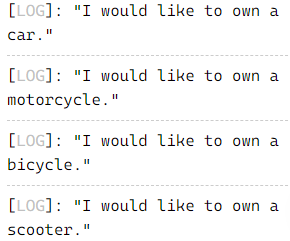 [LOG]: "I would like to own a
car."
[LOG]: "I would like to own a
motorcycle."
[LOG]: "I would like to own a
bicycle."
[LOG]: "I would like to own a
scooter."